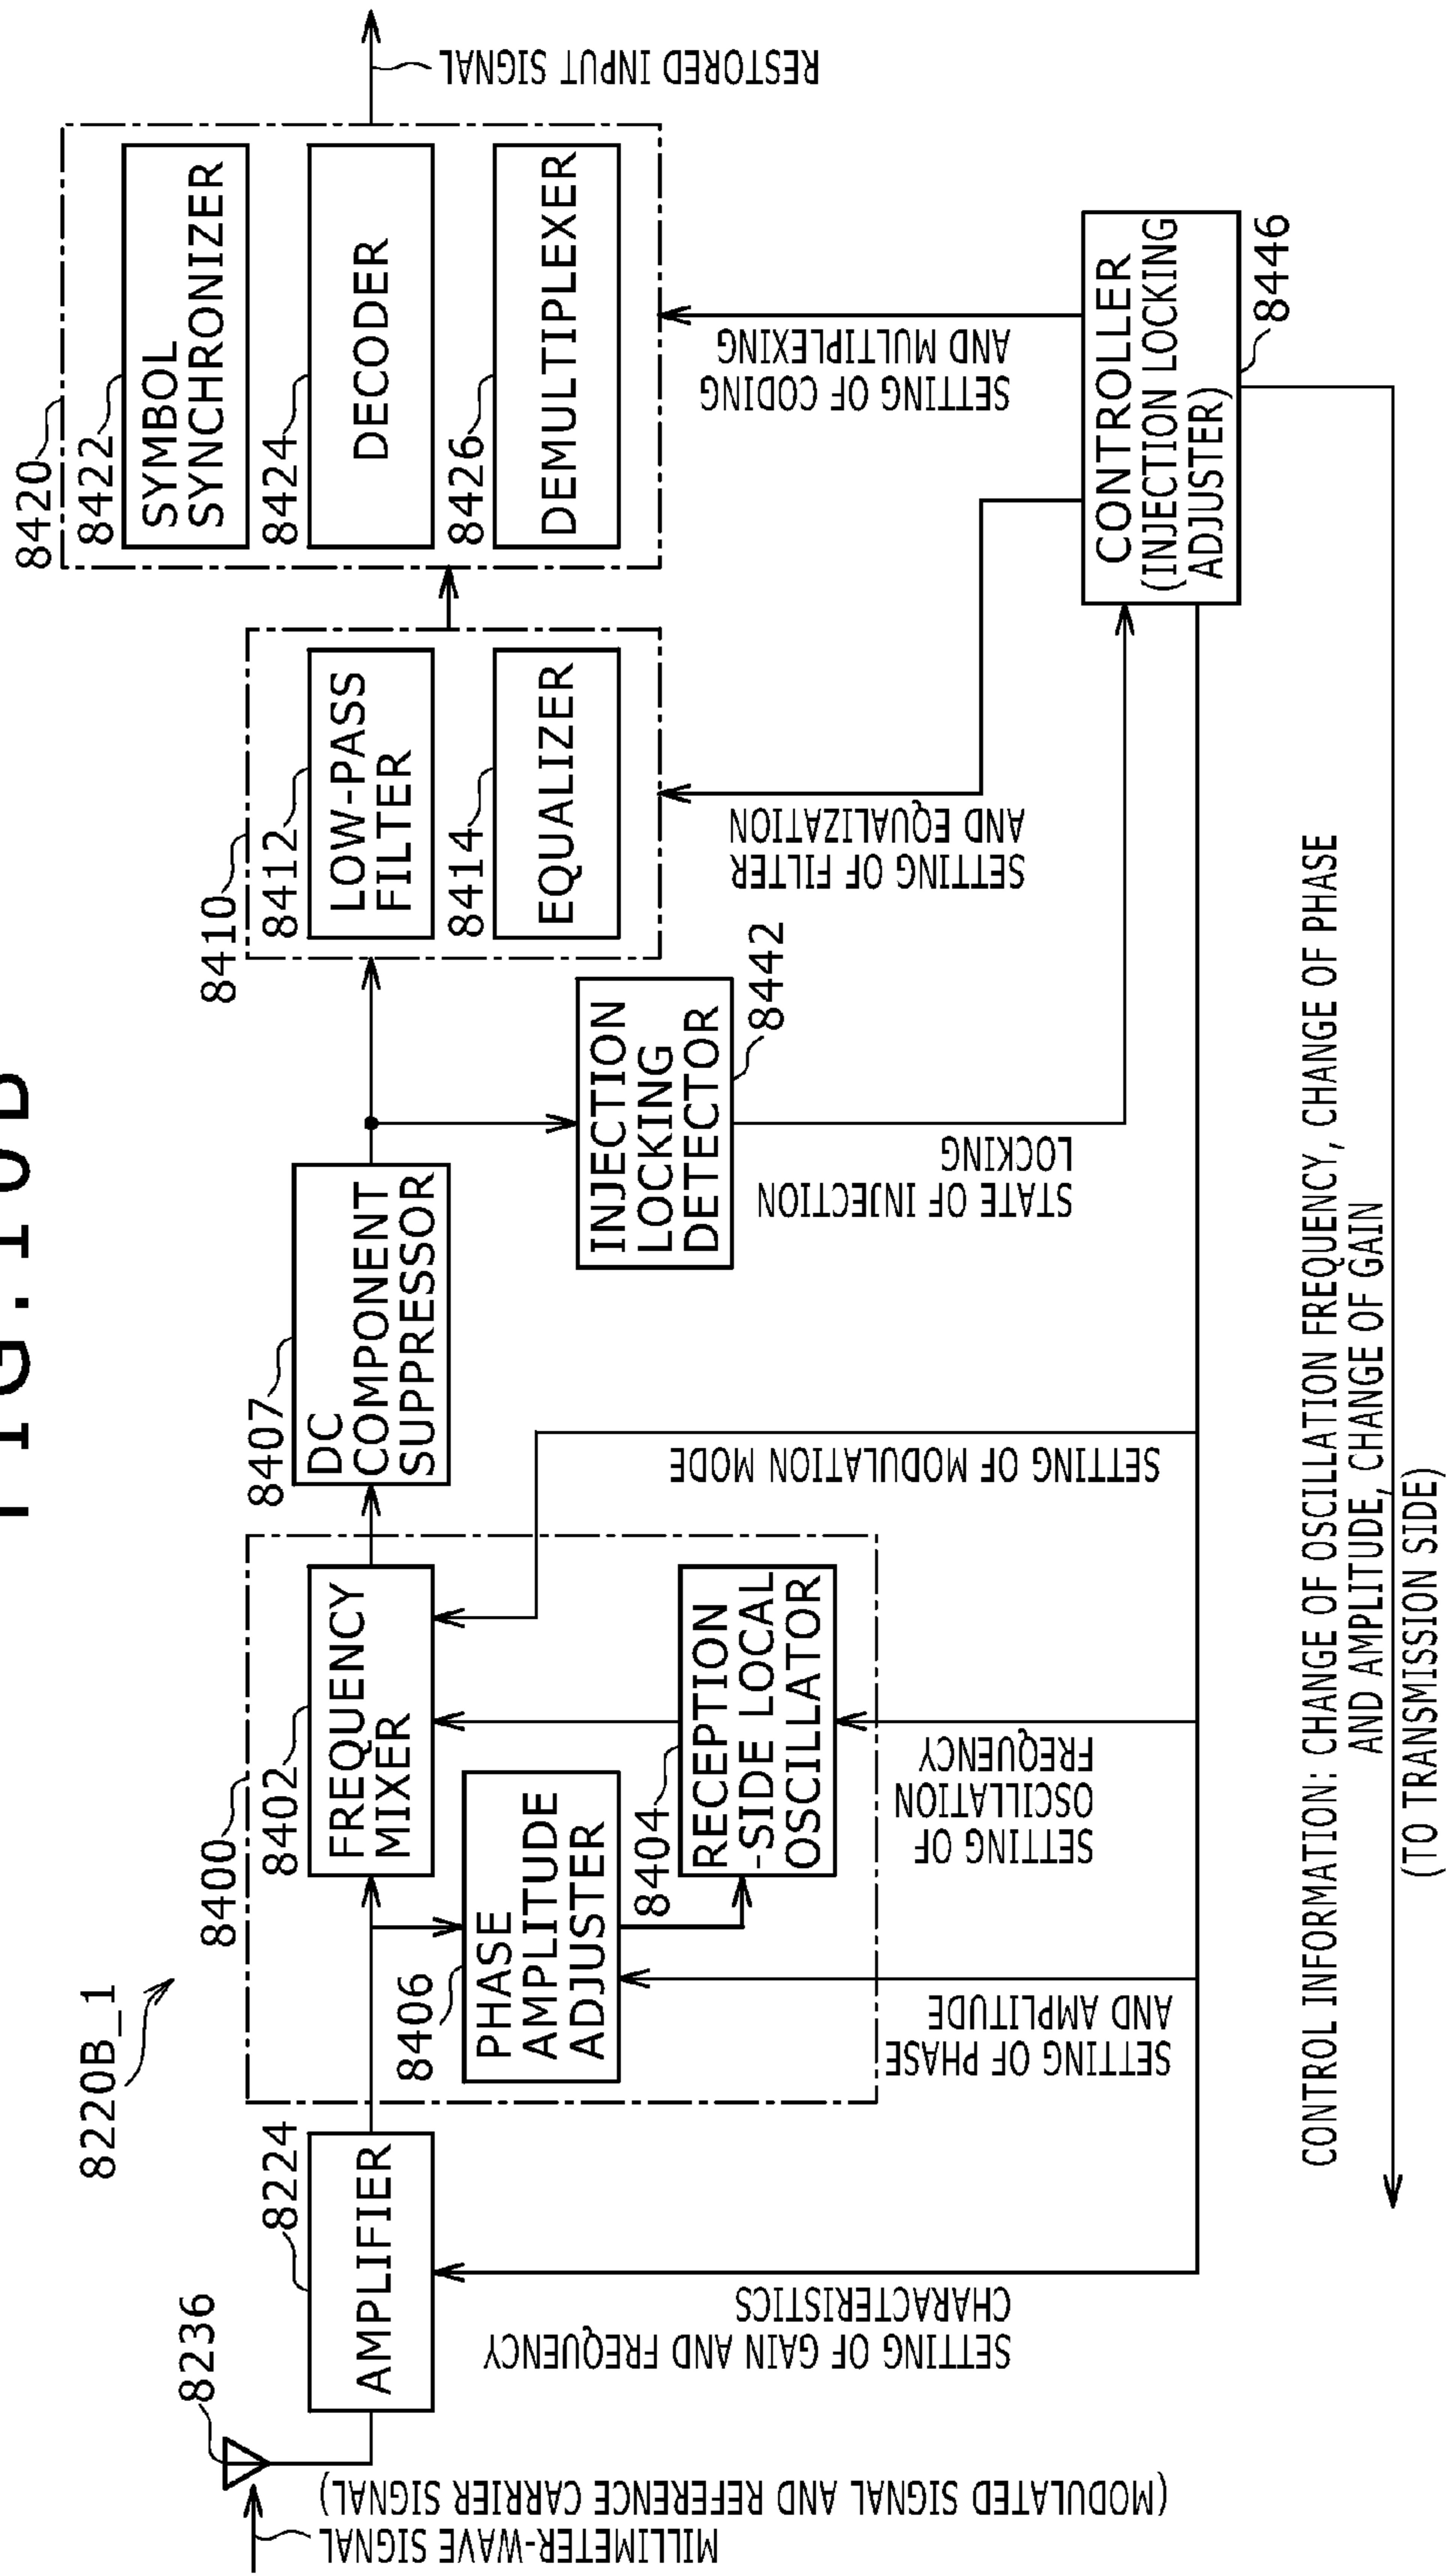 8220B_1
8236
MILLIMETER-WAVE SIGNAL
(MODULATED SIGNAL AND REFERENCE CARRIER SIGNAL)
8224
AMPLIFIER
SETTING OF GAIN AND FREQUENCY
CHARACTERISTICS
8400
8402
FREQUENCY
MIXER
8406
PHASE
AMPLITUDE
ADJUSTER
8404
RECEPTION
-SIDE LOCAL
OSCILLATOR
SETTING OF PHASE
AND AMPLITUDE
SETTING OF
OSCILLATION
FREQUENCY
SETTING OF MODULATION MODE
8407
DC
COMPONENT
SUPPRESSOR
INJECTION
LOCKING
DETECTOR
8442
STATE OF INJECTION
LOCKING
8410
8412
LOW-PASS
FILTER
8414
EQUALIZER
SETTING OF FILTER
AND EQUALIZATION
8420
8422
SYMBOL
SYNCHRONIZER
8424
DECODER
8426
DEMULTIPLEXER
SETTING OF CODING
AND MULTIPLEXING
RESTORED INPUT SIGNAL
CONTROLLER
(INJECTION LOCKING
ADJUSTER)
8446
CONTROL INFORMATION: CHANGE OF OSCILLATION FREQUENCY, CHANGE OF PHASE
AND AMPLITUDE, CHANGE OF GAIN
(TO TRANSMISSION SIDE)